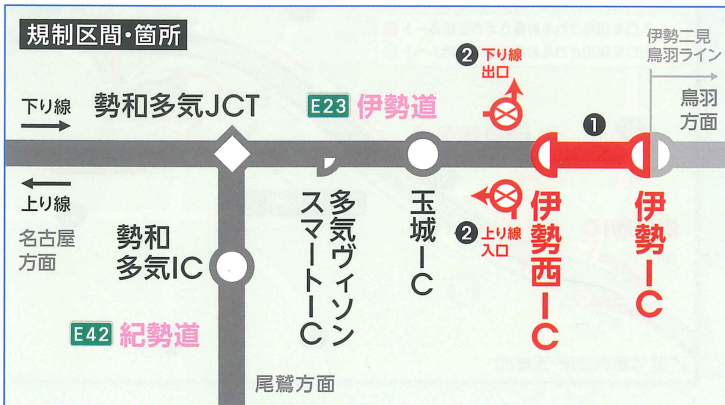 規制区間・箇所
伊勢二見
鳥羽ライン
❷ 下り線
出口
下り線
勢和多気JCT
E23 伊勢道
❶
鳥羽
方面
上り線
名古屋
方面
勢和
多気IC
多気ヴィソン
スマートIC
玉城IC
❷ 上り線
入口
伊勢西IC
伊勢IC
E42 紀勢道
尾鷲方面